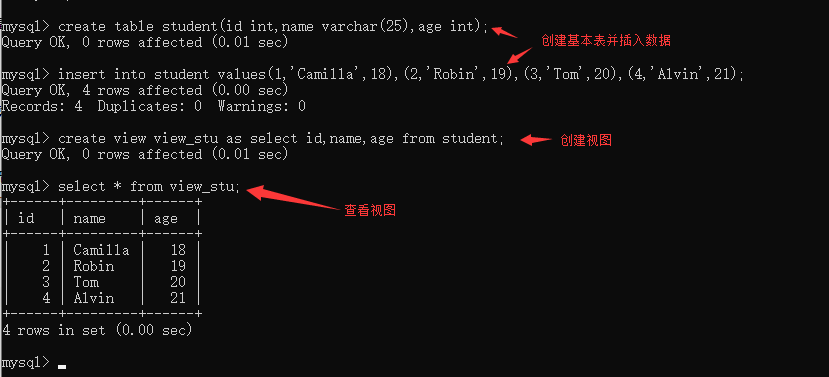 mysql> create table student(id int,name varchar(25),age int);
Query OK, 0 rows affected (0.01 sec)
创建基本表并插入数据
mysql> insert into student values(1,'Camilla',18),(2,'Robin',19),(3,'Tom',20),(4,'Alvin',21);
Query OK, 4 rows affected (0.00 sec)
Records: 4  Duplicates: 0  Warnings: 0
mysql> create view view_stu as select id,name,age from student;
创建视图
Query OK, 0 rows affected (0.01 sec)
mysql> select * from view_stu;
查看视图
+------+---------+------+
| id   | name    | age  |
+------+---------+------+
|    1 | Camilla |   18 |
|    2 | Robin   |   19 |
|    3 | Tom     |   20 |
|    4 | Alvin   |   21 |
+------+---------+------+
4 rows in set (0.00 sec)
mysql> _